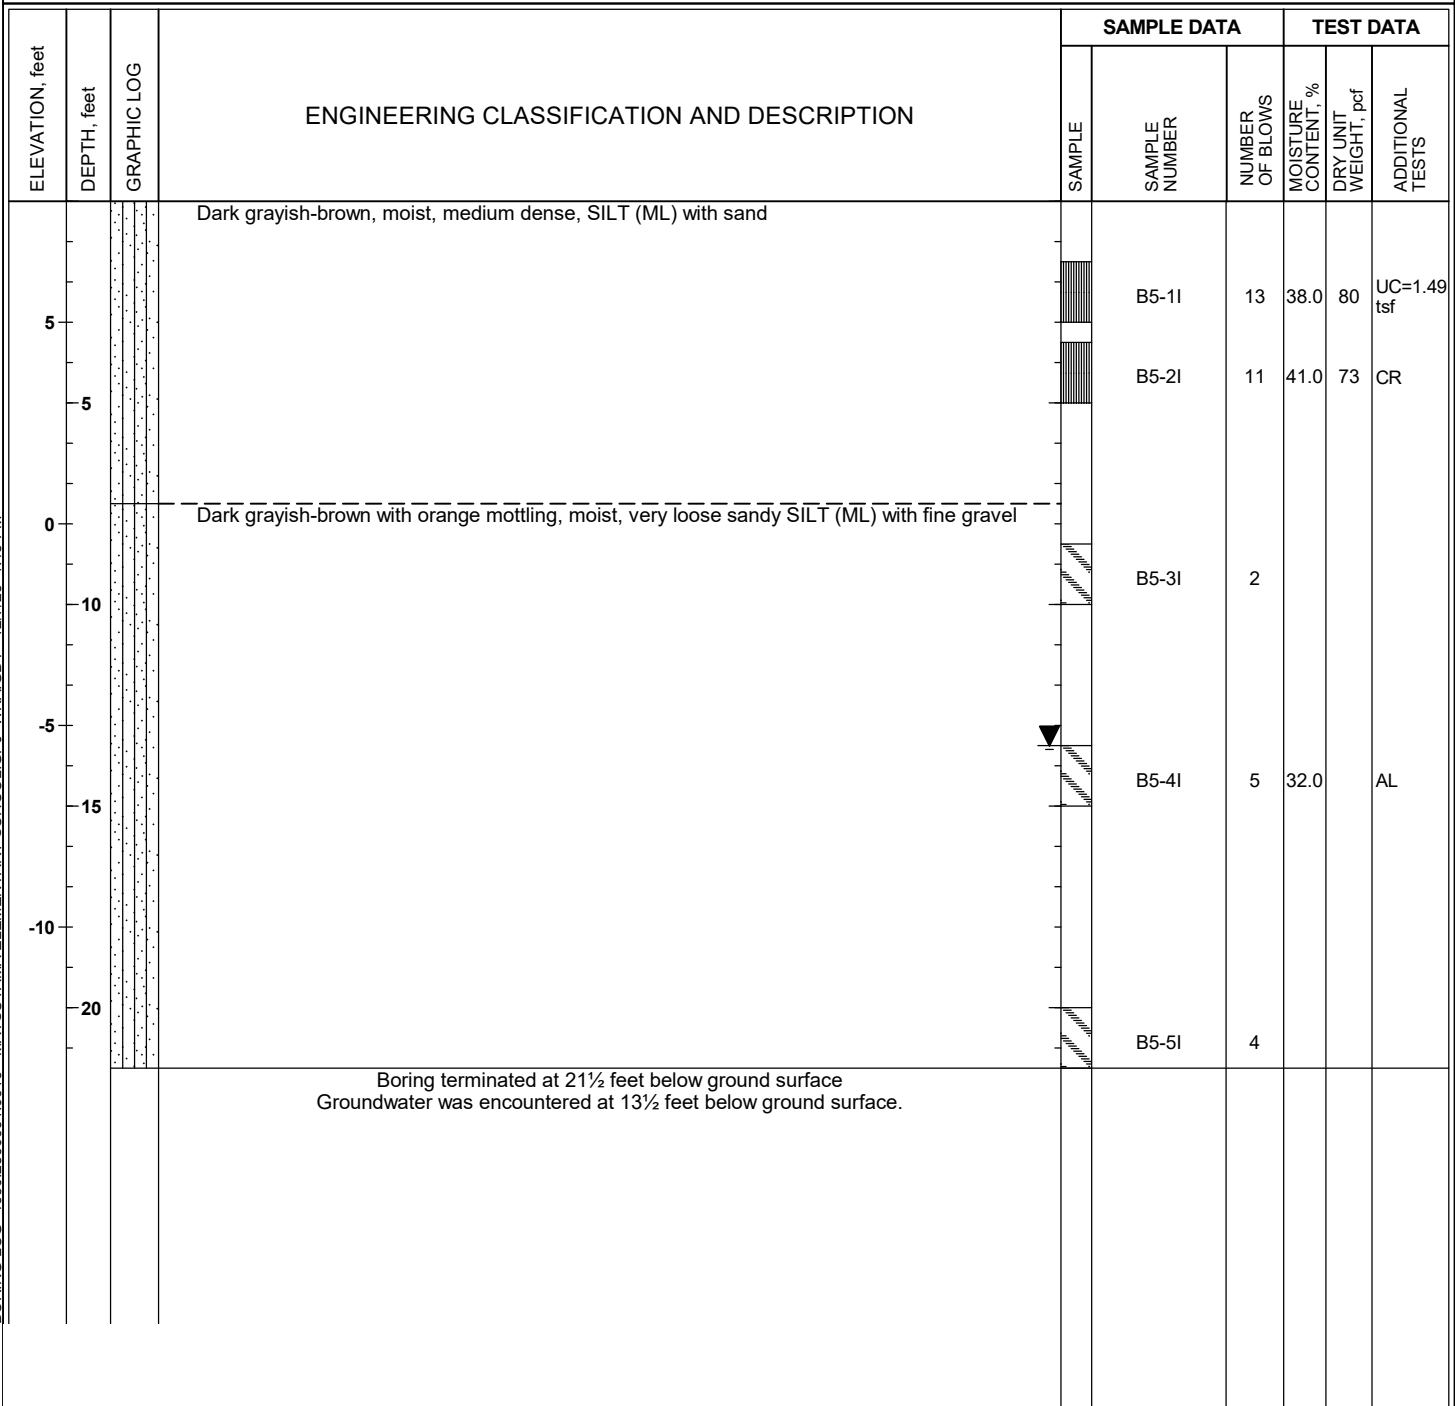 SAMPLE DATA
TEST DATA
ELEVATION, feet
DEPTH, feet
GRAPHIC LOG
ENGINEERING CLASSIFICATION AND DESCRIPTION
SAMPLE
SAMPLE
NUMBER
NUMBER
OF BLOWS
MOISTURE
CONTENT, %
DRY UNIT
WEIGHT, pcf
ADDITIONAL
TESTS
Dark grayish-brown, moist, medium dense, SILT (ML) with sand
B5-1I 13 38.0 80 UC=1.49
tsf
5
B5-2I 11 41.0 73 CR
5
Dark grayish-brown with orange mottling, moist, very loose sandy SILT (ML) with fine gravel
0
B5-3I 2
10
-5
B5-4I 5 32.0 AL
15
-10
20
B5-5I 4
Boring terminated at 21½ feet below ground surface
Groundwater was encountered at 13½ feet below ground surface.